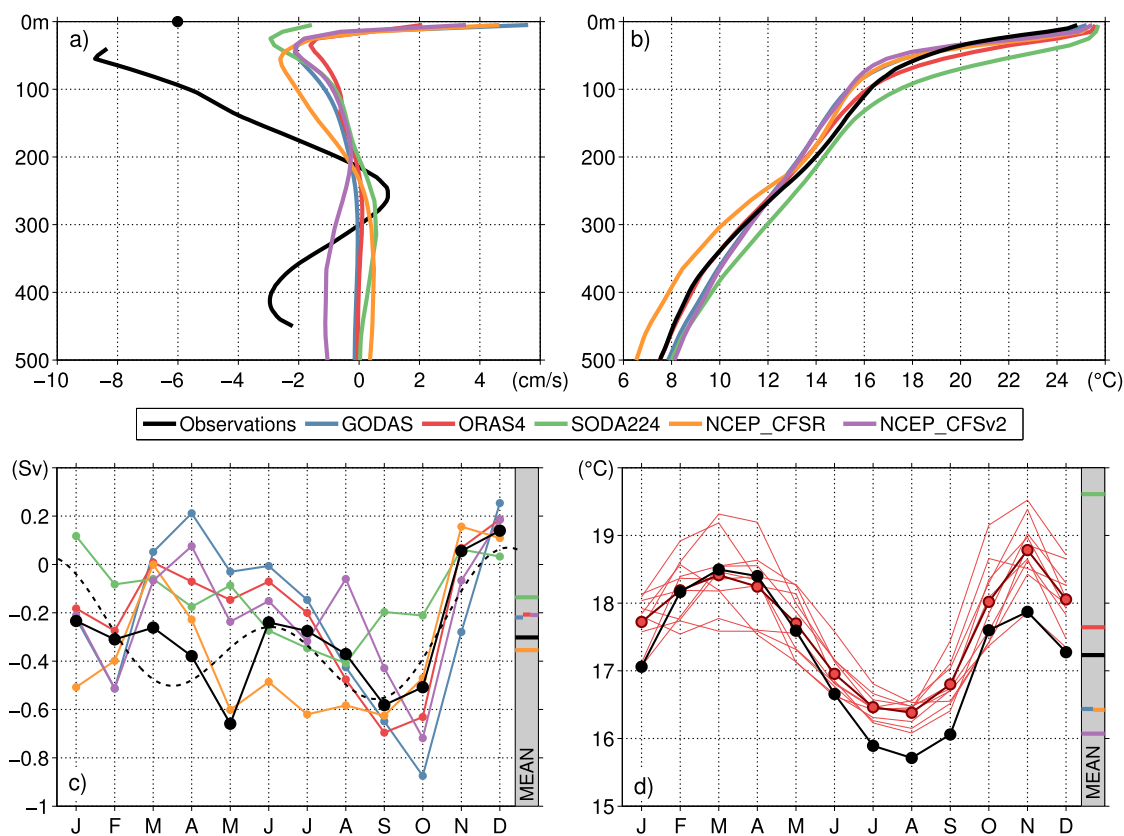 a)
0m
100
200
300
400
500
−10
−8
−6
−4
−2
0
2
4
(cm/s)
b)
0m
100
200
300
400
500
6
8
10
12
14
16
18
20
22
24
(°C)
Observations GODAS ORAS4 SODA224 NCEP_CFSR NCEP_CFSv2
(Sv)
0.2
0
−0.2
−0.4
−0.6
−0.8
−1
c)
MEAN
J F M A M J J A S O N D
(°C)
19
18
17
16
15
d)
MEAN
J F M A M J J A S O N D